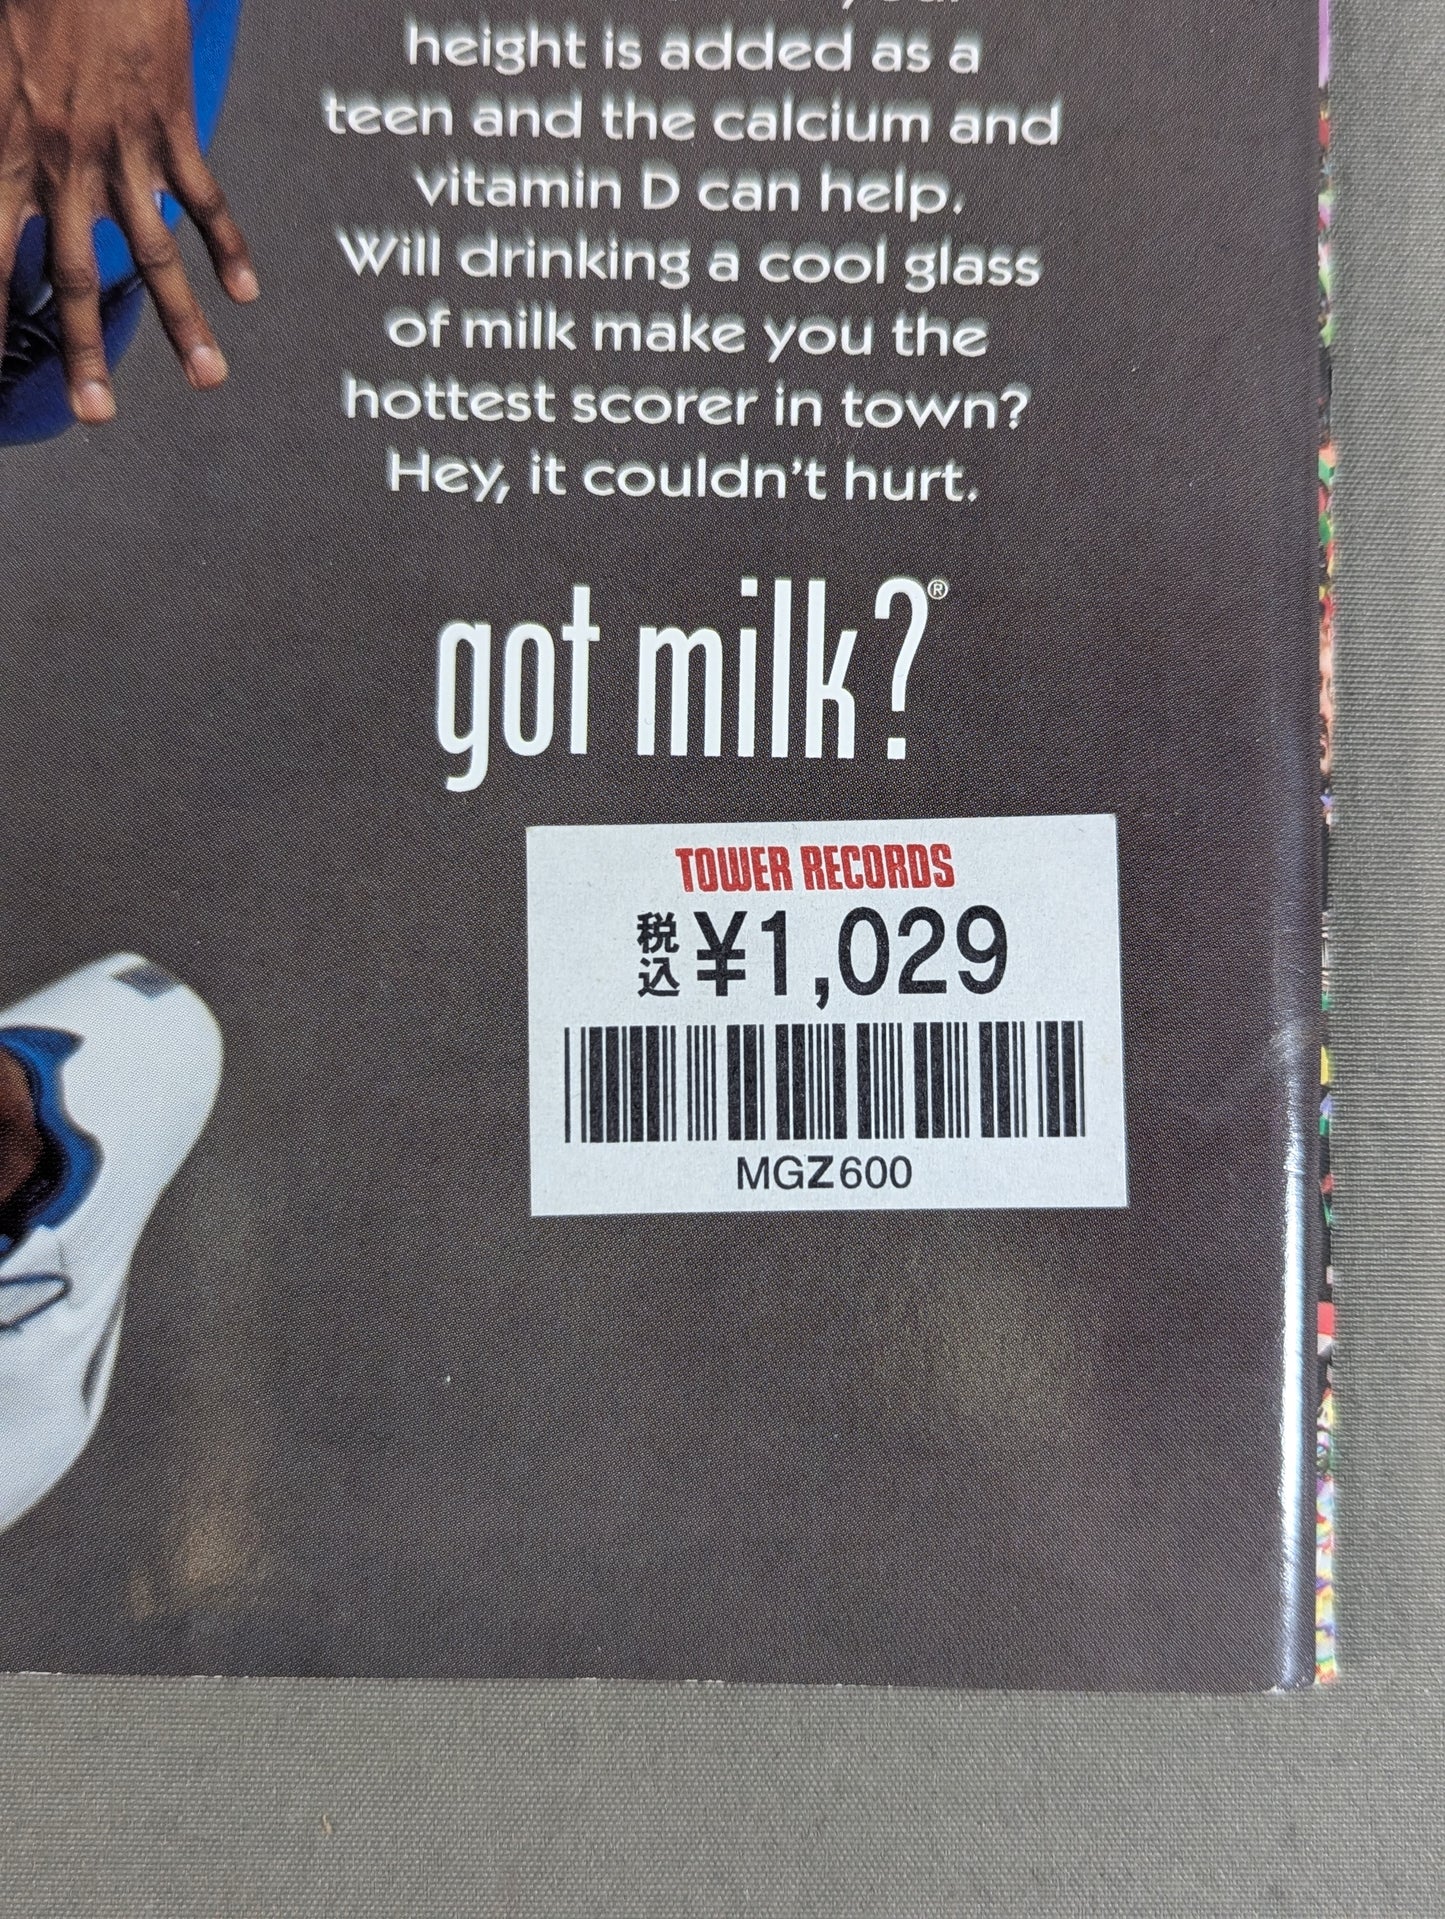 height is added as a
teen and the calcium and
vitamin D can help.
Will drinking a cool glass
of milk make you the
hottest scorer in town?
Hey, it couldn't hurt.
got milk?®
TOWER RECORDS
税込 ¥1,029
MGZ600